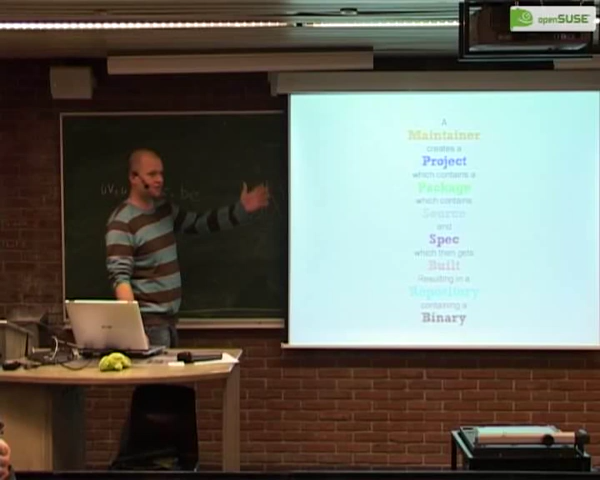 openSUSE
A
Maintainer
creates a
Project
which contains a
Package
which contains
Source
and
Spec
which then gets
Built
Resulting in a
Repository
containing a
Binary